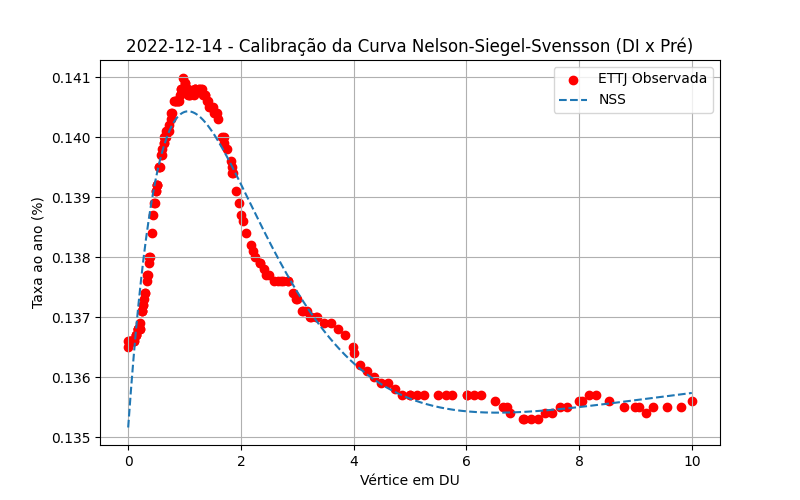 2022-12-14 - Calibração da Curva Nelson-Siegel-Svensson (DI x Pré)
ETTJ Observada
NSS
Taxa ao ano (%)
0.141
0.140
0.139
0.138
0.137
0.136
0.135
0 2 4 6 8 10
Vértice em DU